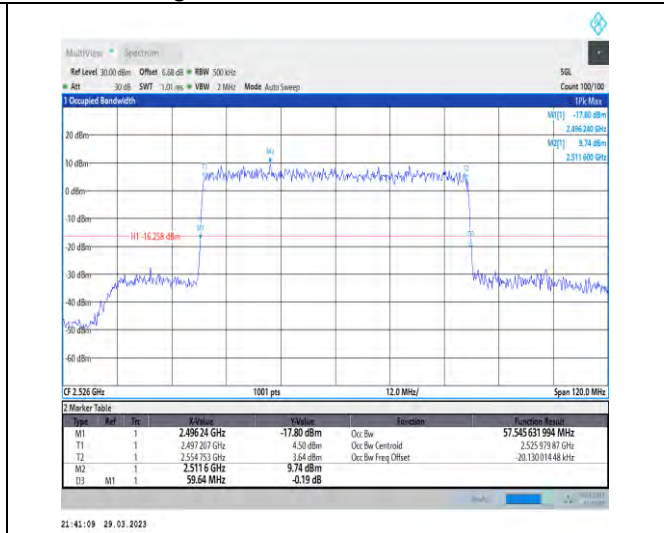 MultiView Spectrum
Ref Level 30.00 dBm Offset 6.68 dB RBW 500 kHz SGL
Att 30 dB SWT 1.01 ms VBW 2 MHz Mode Auto Sweep Count 100/100
1 Occupied Bandwidth 1Pk Max
M1[1] -17.80 dBm
2.496 240 GHz
M2[1] 9.74 dBm
2.511 600 GHz
20 dBm
M2
10 dBm
T1 T2
0 dBm
-10 dBm
M1
H1 -16.258 dBm
D3
-20 dBm
-30 dBm
-40 dBm
-50 dBm
-60 dBm
CF 2.526 GHz 1001 pts 12.0 MHz/ Span 120.0 MHz
2 Marker Table
Type Ref Trc X-Value Y-Value Function Function Result
M1 1 2.496 24 GHz -17.80 dBm Occ Bw 57.545 631 994 MHz
T1 1 2.497 207 GHz 4.50 dBm Occ Bw Centroid 2.525 979 87 GHz
T2 1 2.554 753 GHz 3.64 dBm Occ Bw Freq Offset -20.130 014 48 kHz
M2 1 2.511 6 GHz 9.74 dBm
D3 M1 1 59.64 MHz -0.19 dB
21:41:09 29.03.2023